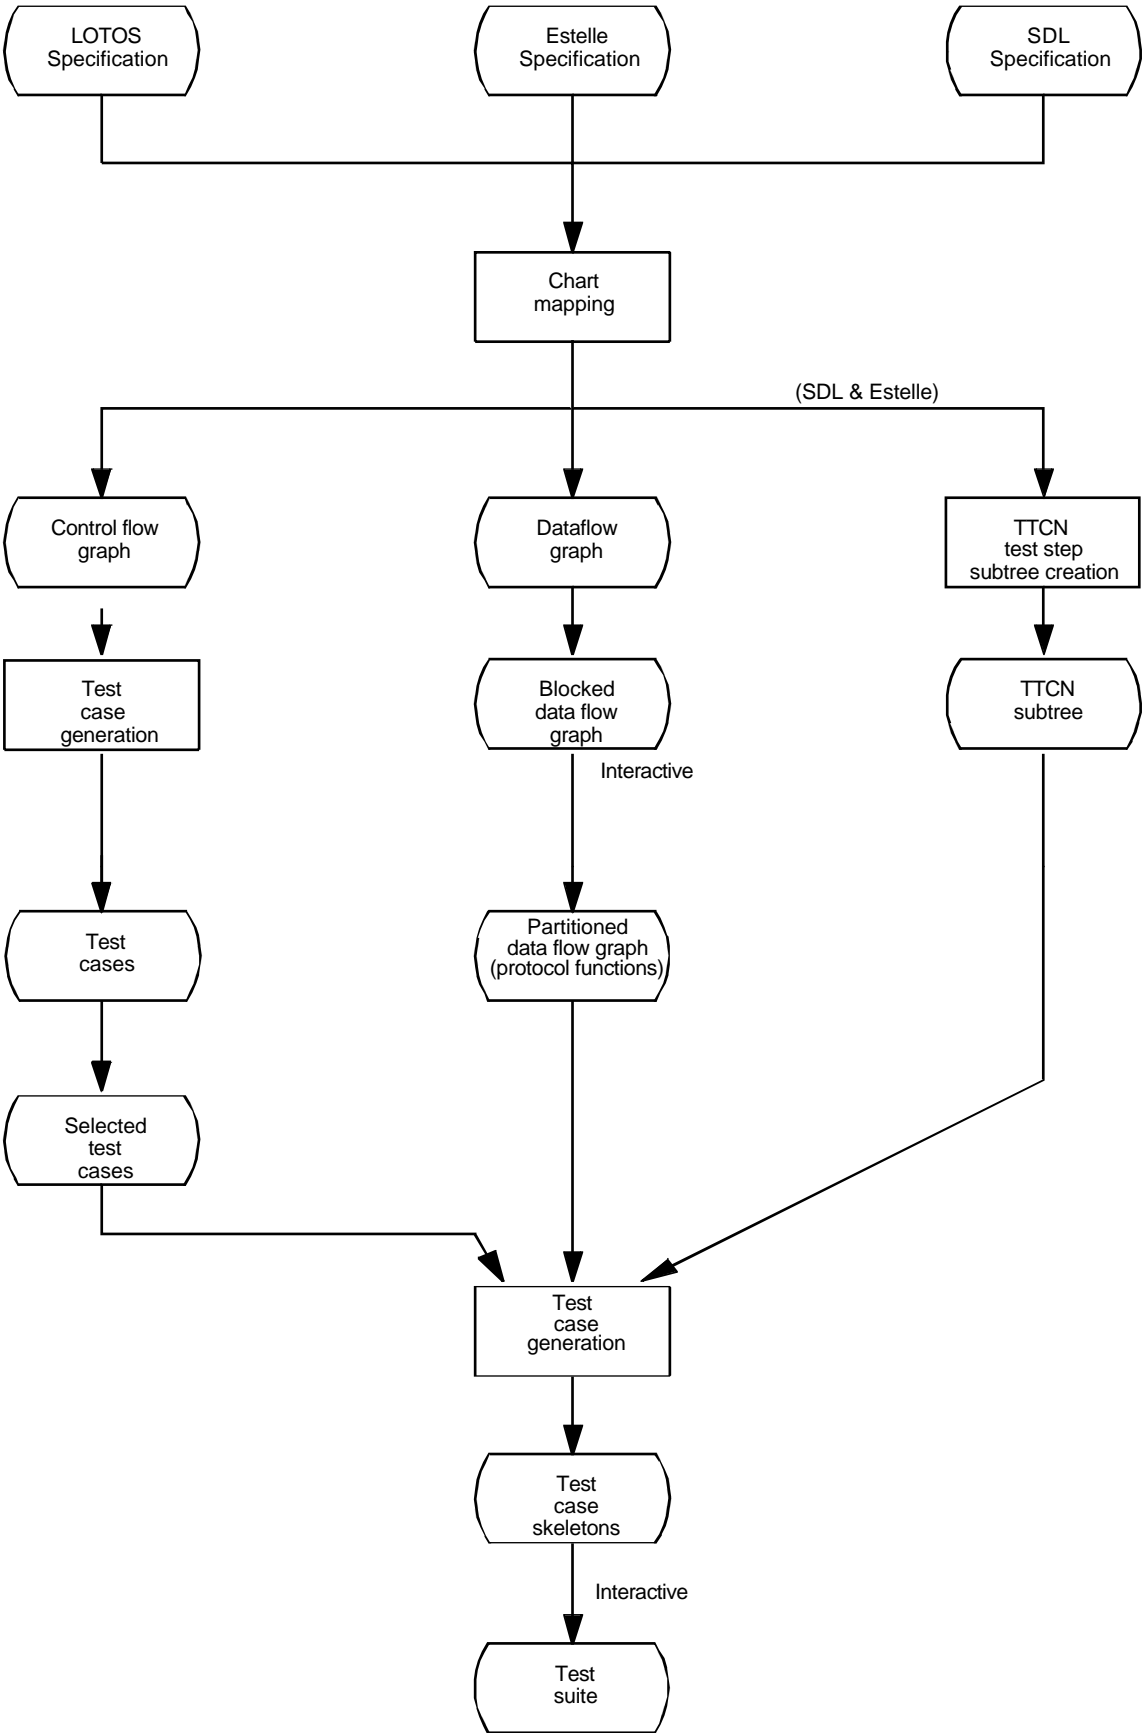 LOTOS
Specification
Estelle
Specification
SDL
Specification
Chart
mapping
(SDL & Estelle)
Control flow
graph
Dataflow
graph
TTCN
test step
subtree creation
Test
case
generation
Blocked
data flow
graph
TTCN
subtree
Interactive
Test
cases
Partitioned
data flow graph
(protocol functions)
Selected
test
cases
Test
case
generation
Test
case
skeletons
Interactive
Test
suite